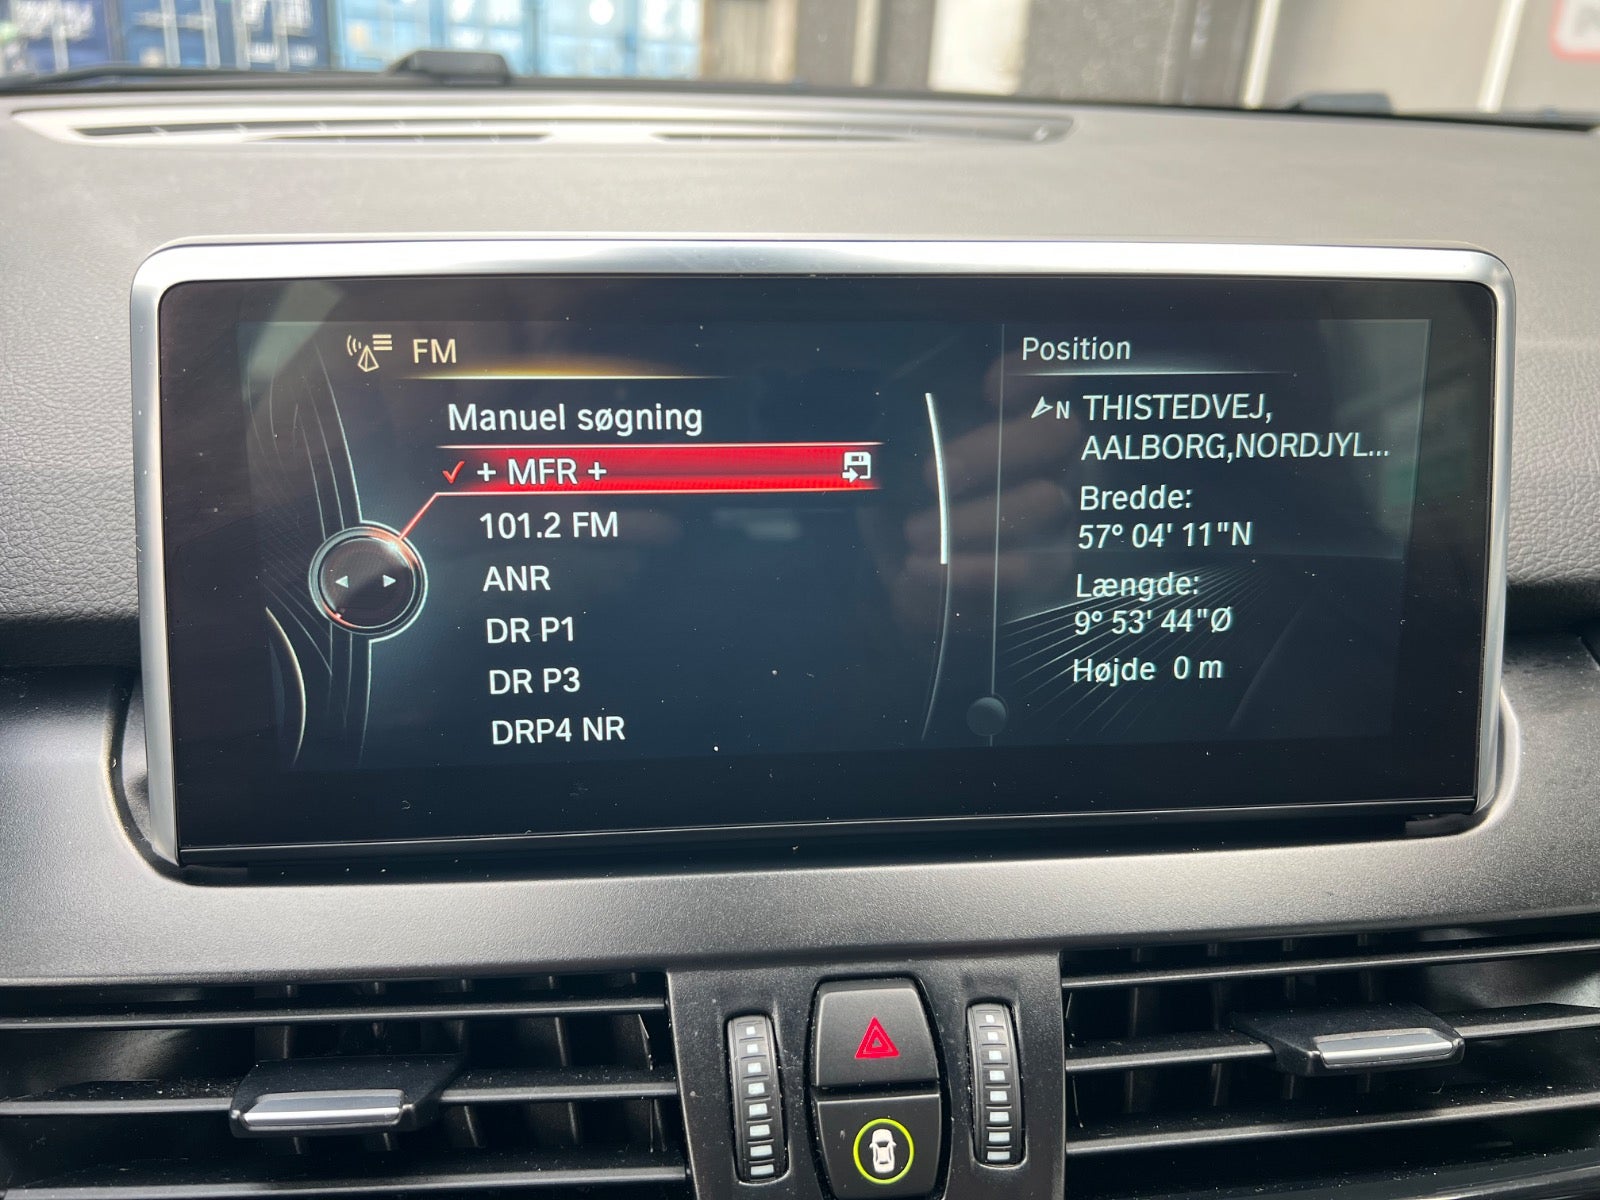 FM
Manuel søgning
+ MFR +
101.2 FM
ANR
DR P1
DR P3
DRP4 NR
Position
N THISTEDVEJ,
AALBORG,NORDJYL...
Bredde:
57° 04' 11"N
Længde:
9° 53' 44"Ø
Højde 0 m